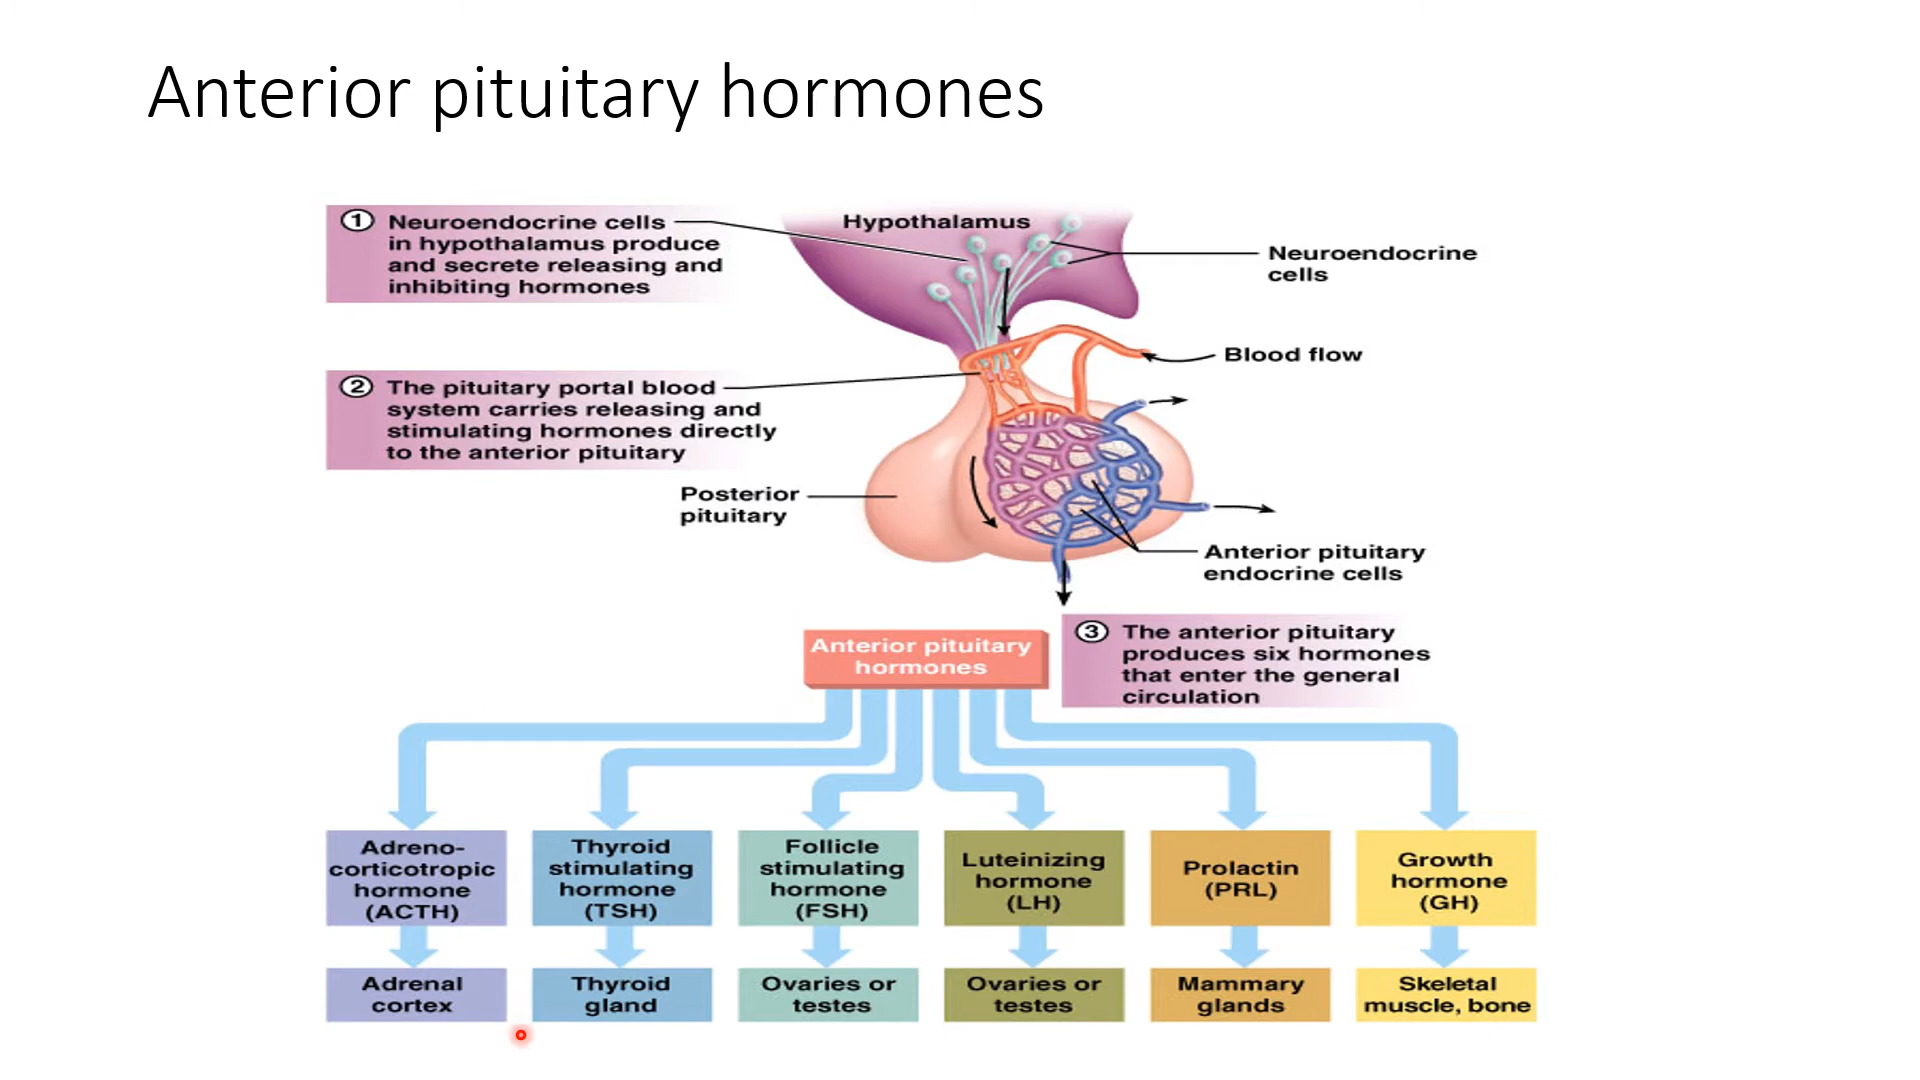 Anterior pituitary hormones
① Neuroendocrine cells
in hypothalamus produce
and secrete releasing and
inhibiting hormones
Hypothalamus
Neuroendocrine
cells
Blood flow
② The pituitary portal blood
system carries releasing and
stimulating hormones directly
to the anterior pituitary
Posterior
pituitary
Anterior pituitary
endocrine cells
Anterior pituitary
hormones
③ The anterior pituitary
produces six hormones
that enter the general
circulation
Adreno-
corticotropic
hormone
(ACTH)
Thyroid
stimulating
hormone
(TSH)
Follicle
stimulating
hormone
(FSH)
Luteinizing
hormone
(LH)
Prolactin
(PRL)
Growth
hormone
(GH)
Adrenal
cortex
Thyroid
gland
Ovaries or
testes
Ovaries or
testes
Mammary
glands
Skeletal
muscle, bone